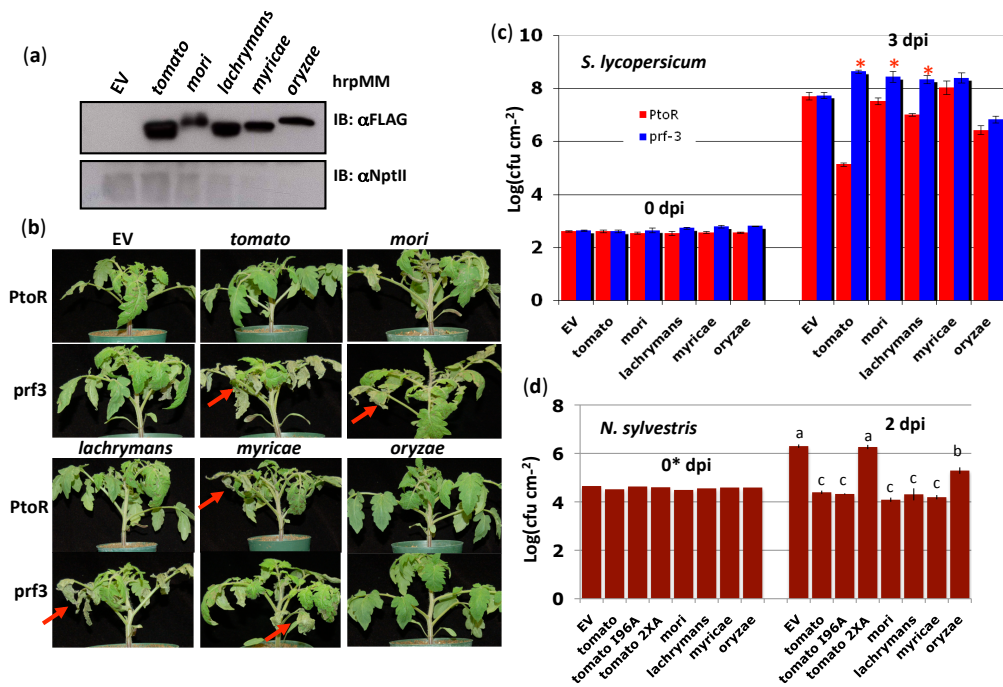 (a)
EV
tomato
mori
lachrymans
myricae
oryzae
hrpMM
IB: αFLAG
IB: αNptII
(b)
EV
tomato
mori
PtoR
prf3
lachrymans
myricae
oryzae
PtoR
prf3
(c)
Log(cfu cm-2)
10
8
6
4
2
0
S. lycopersicum
3 dpi
* * *
PtoR
prf-3
0 dpi
EV
tomato
mori
lachrymans
myricae
oryzae
EV
tomato
mori
lachrymans
myricae
oryzae
(d)
Log(cfu cm-2)
8
6
4
2
0
N. sylvestris
0* dpi
2 dpi
a
c
c
a
c
c
c
b
EV
tomato
tomato I96A
tomato 2XA
mori
lachrymans
myricae
oryzae
EV
tomato
tomato I96A
tomato 2XA
mori
lachrymans
myricae
oryzae